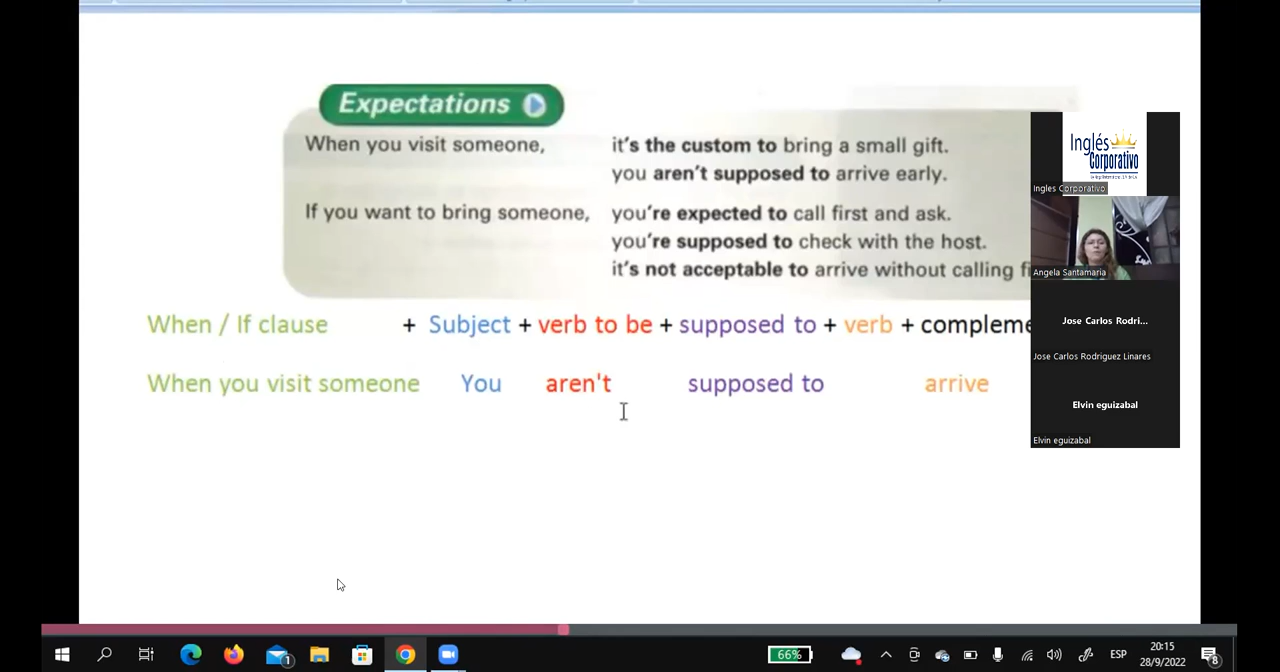 Expectations
When you visit someone,
it's the custom to bring a small gift.
you aren't supposed to arrive early.
If you want to bring someone,
you're expected to call first and ask.
you're supposed to check with the host.
it's not acceptable to arrive without calling
When / If clause + Subject + verb to be + supposed to + verb + compleme
When you visit someone You aren't supposed to arrive
Inglés
Corporativo
Ingles Corporativo
Angela Santamaria
Jose Carlos Rodri...
Jose Carlos Rodriguez Linares
Elvin eguizabal
Elvin eguizabal
66%
ESP
20:15
28/9/2022
1
8